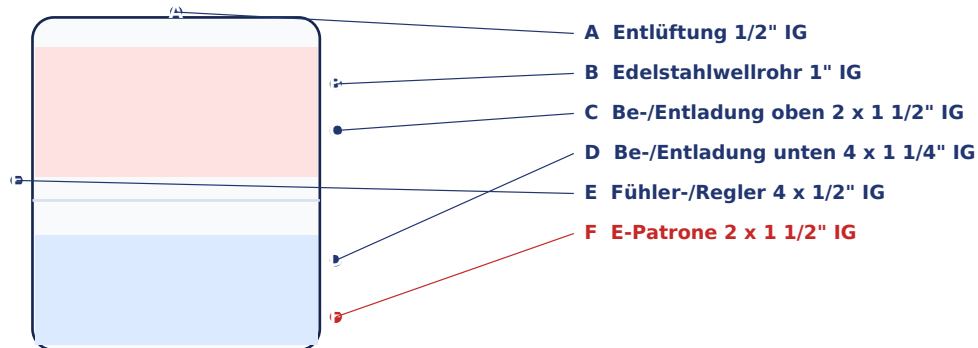 A
A Entlüftung 1/2" IG
B Edelstahlwellrohr 1" IG
C Be-/Entladung oben 2 x 1 1/2" IG
D Be-/Entladung unten 4 x 1 1/4" IG
E Fühler-/Regler 4 x 1/2" IG
F E-Patrone 2 x 1 1/2" IG